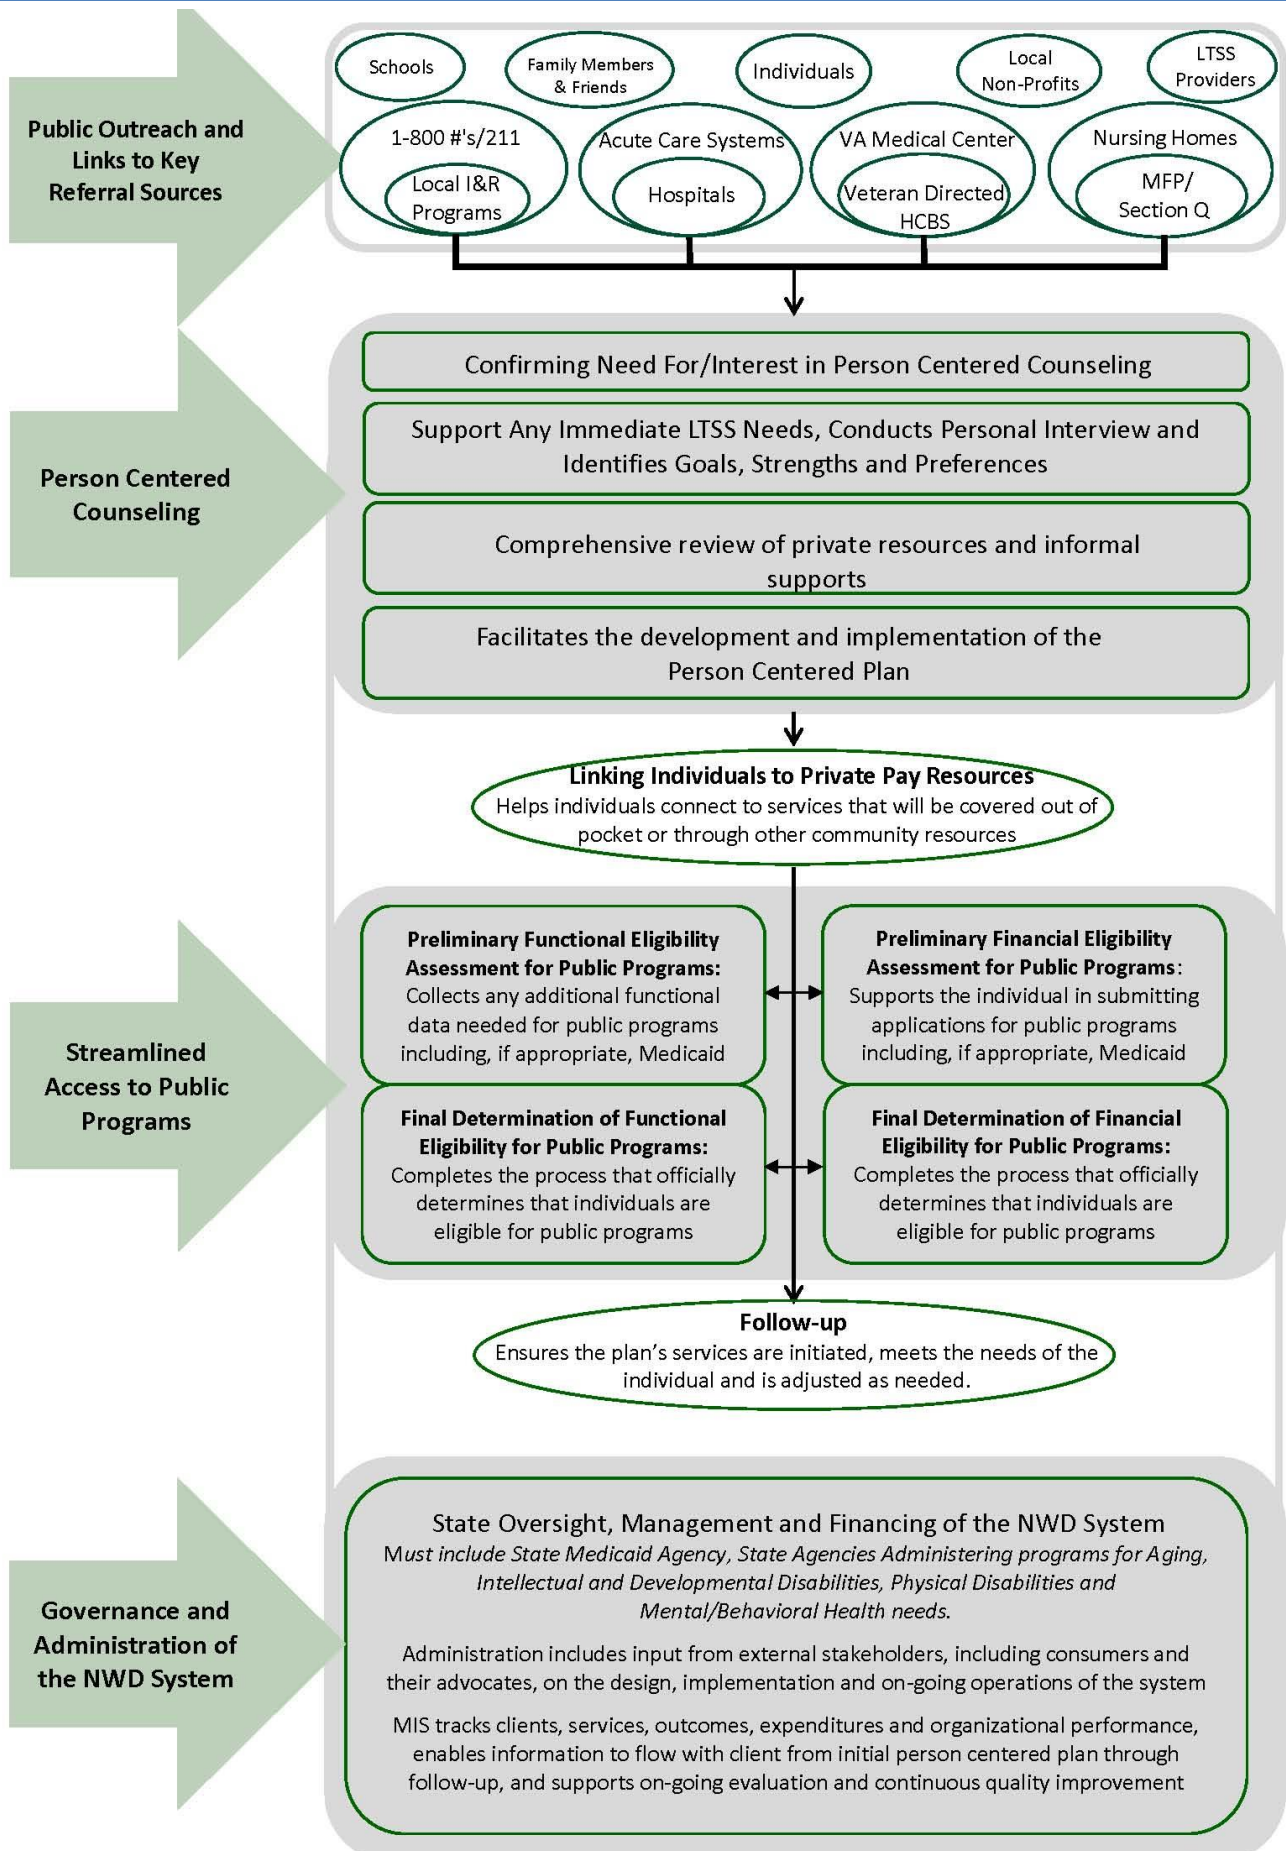 Public Outreach and
Links to Key
Referral Sources
Schools
Family Members
& Friends
Individuals
Local
Non-Profits
LTSS
Providers
1-800 #'s/211
Local I&R
Programs
Acute Care Systems
Hospitals
VA Medical Center
Veteran Directed
HCBS
Nursing Homes
MFP/
Section Q
Person Centered
Counseling
Confirming Need For/Interest in Person Centered Counseling
Support Any Immediate LTSS Needs, Conducts Personal Interview and
Identifies Goals, Strengths and Preferences
Comprehensive review of private resources and informal
supports
Facilitates the development and implementation of the
Person Centered Plan
Linking Individuals to Private Pay Resources
Helps individuals connect to services that will be covered out of
pocket or through other community resources
Streamlined
Access to Public
Programs
Preliminary Functional Eligibility
Assessment for Public Programs:
Collects any additional functional
data needed for public programs
including, if appropriate, Medicaid
Preliminary Financial Eligibility
Assessment for Public Programs:
Supports the individual in submitting
applications for public programs
including, if appropriate, Medicaid
Final Determination of Functional
Eligibility for Public Programs:
Completes the process that officially
determines that individuals are
eligible for public programs
Final Determination of Financial
Eligibility for Public Programs:
Completes the process that officially
determines that individuals are
eligible for public programs
Follow-up
Ensures the plan’s services are initiated, meets the needs of the
individual and is adjusted as needed.
Governance and
Administration of
the NWD System
State Oversight, Management and Financing of the NWD System
Must include State Medicaid Agency, State Agencies Administering programs for Aging,
Intellectual and Developmental Disabilities, Physical Disabilities and
Mental/Behavioral Health needs.
Administration includes input from external stakeholders, including consumers and
their advocates, on the design, implementation and on-going operations of the system
MIS tracks clients, services, outcomes, expenditures and organizational performance,
enables information to flow with client from initial person centered plan through
follow-up, and supports on-going evaluation and continuous quality improvement